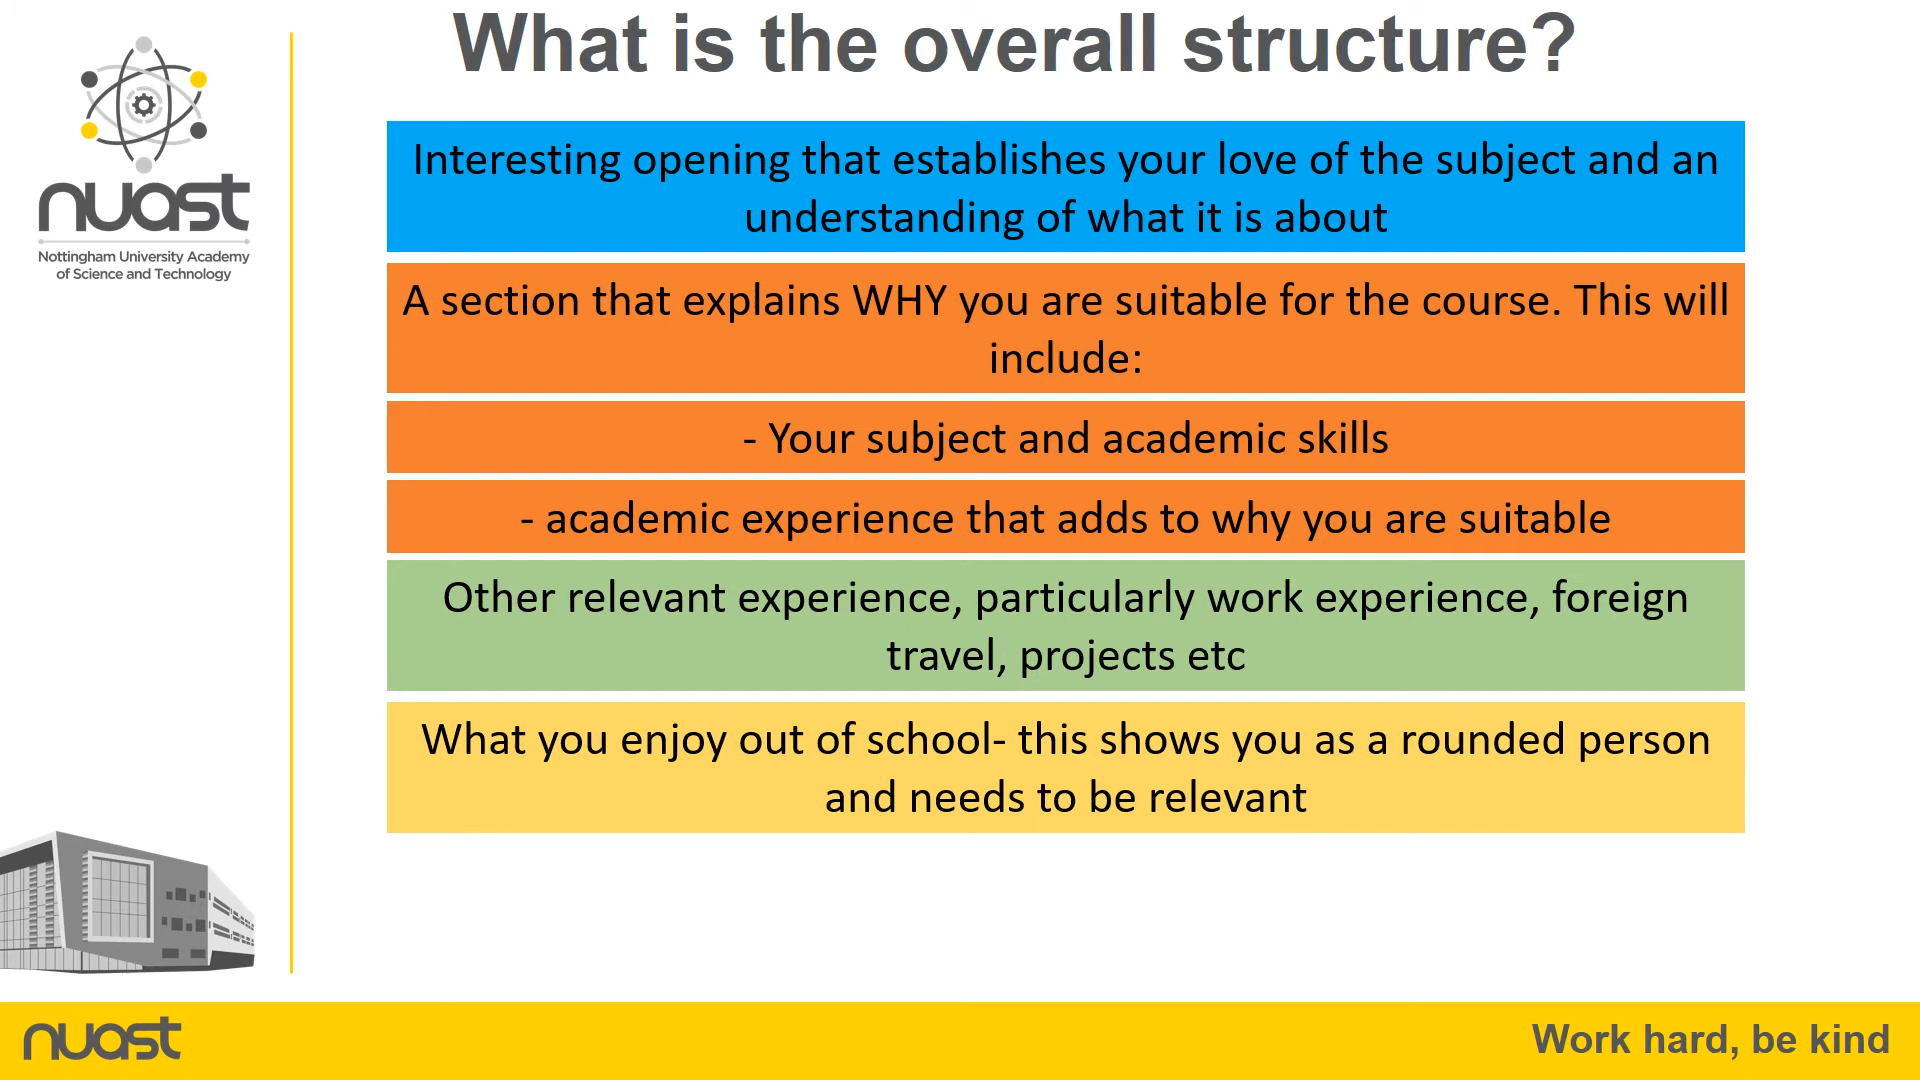 What is the overall structure?
nuast
Nottingham University Academy
of Science and Technology
Interesting opening that establishes your love of the subject and an
understanding of what it is about
A section that explains WHY you are suitable for the course. This will
include:
- Your subject and academic skills
- academic experience that adds to why you are suitable
Other relevant experience, particularly work experience, foreign
travel, projects etc
What you enjoy out of school- this shows you as a rounded person
and needs to be relevant
nuast
Work hard, be kind